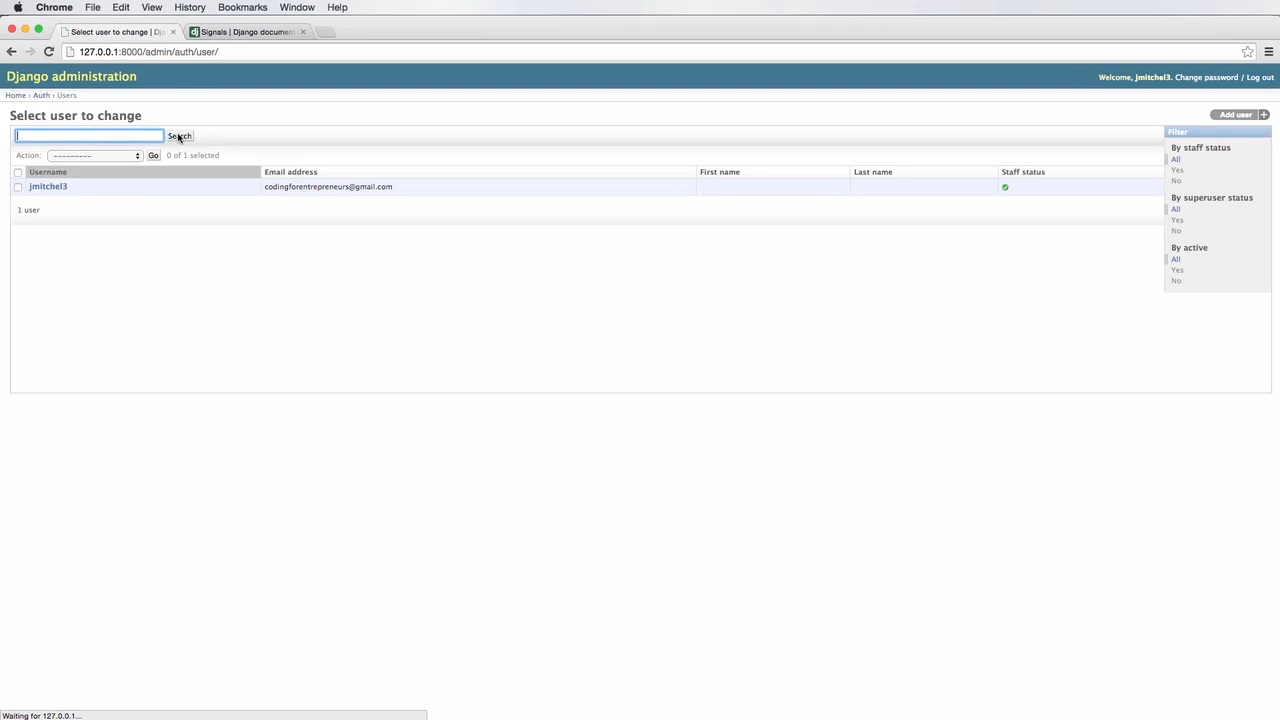 Chrome File Edit View History Bookmarks Window Help
Select user to change | Dja
Signals | Django document
127.0.0.1:8000/admin/auth/user/
Django administration
Welcome, jmitchel3. Change password / Log out
Home › Auth › Users
Select user to change
Add user
Search
Filter
Action: --------- Go 0 of 1 selected
By staff status
All
Yes
No
Username Email address First name Last name Staff status
jmitchel3 codingforentrepreneurs@gmail.com
1 user
By superuser status
All
Yes
No
By active
All
Yes
No
Waiting for 127.0.0.1...